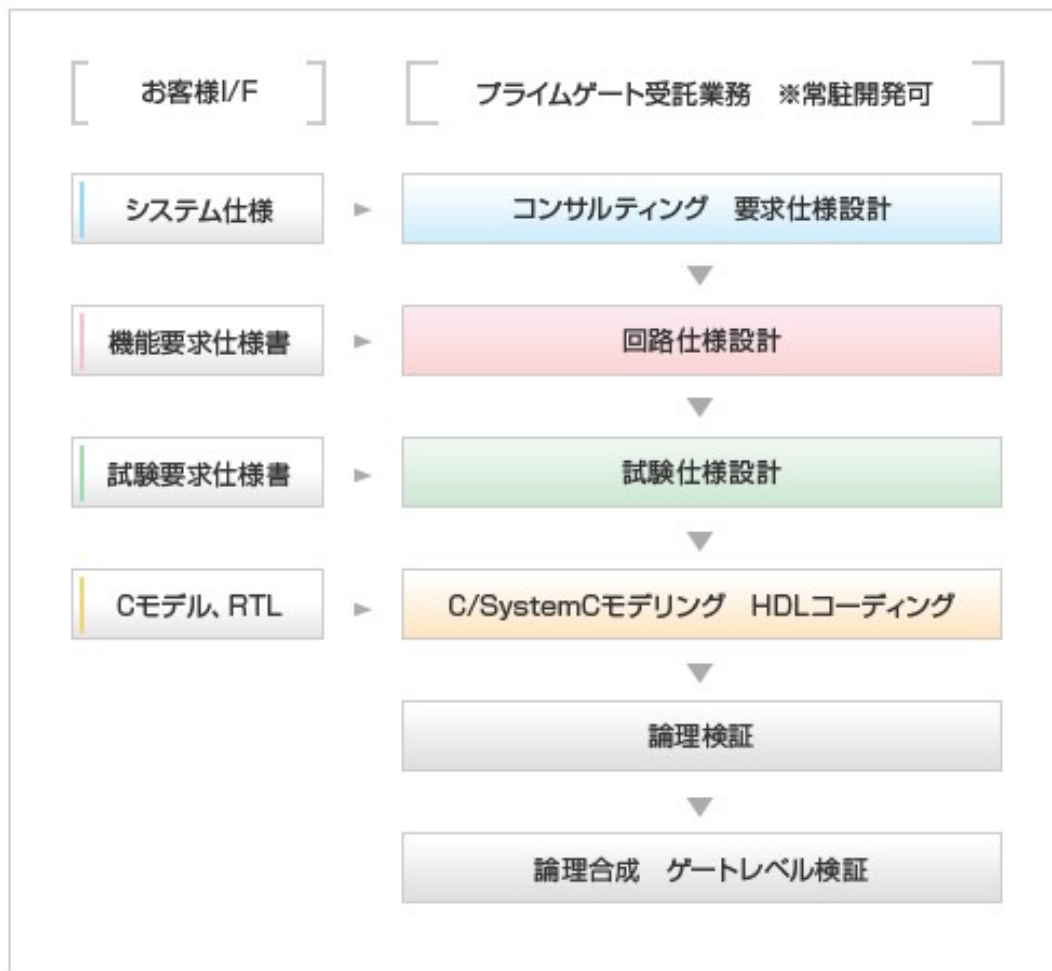 お客様I/F
プライムゲート受託業務　※常駐開発可
システム仕様
コンサルティング　要求仕様設計
機能要求仕様書
回路仕様設計
試験要求仕様書
試験仕様設計
Cモデル、RTL
C/SystemCモデリング　HDLコーディング
論理検証
論理合成　ゲートレベル検証